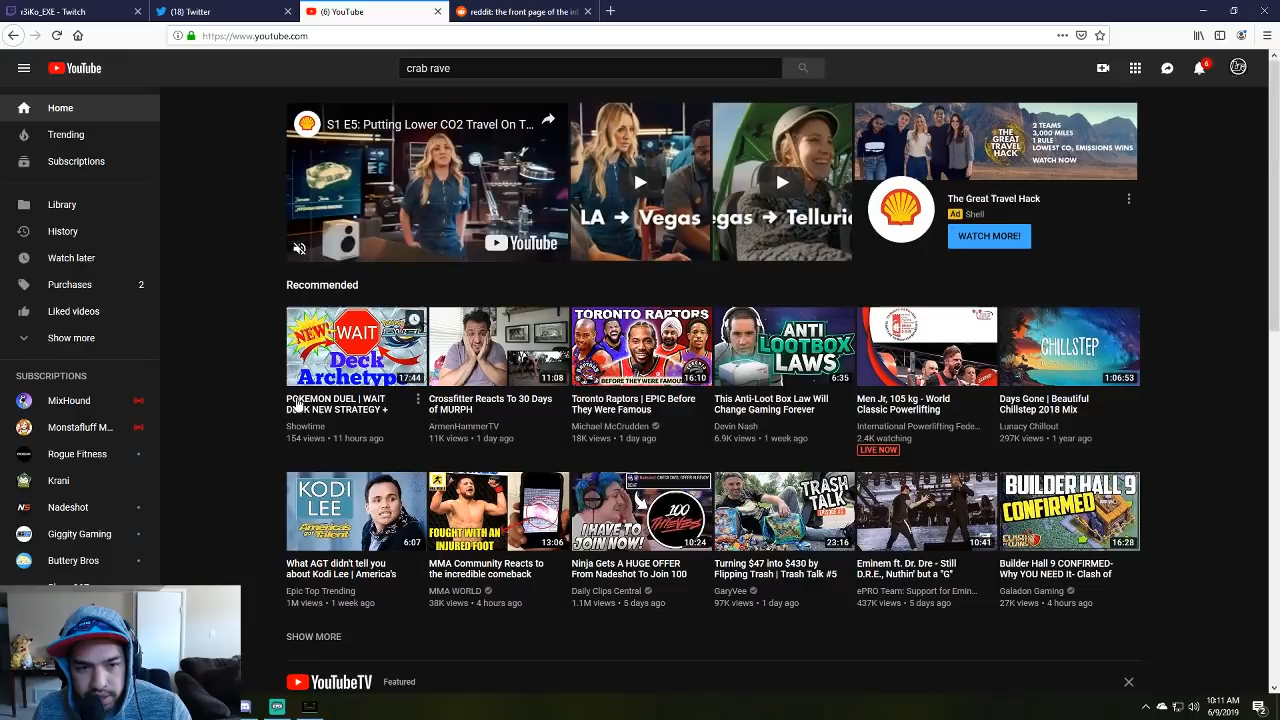 r3iKo_EXE - Twitch
(18) Twitter
(6) YouTube
reddit: the front page of the in
https://www.youtube.com
YouTube
crab rave
6
Home
Trending
Subscriptions
Library
History
Watch later
Purchases 2
Liked videos
Show more
SUBSCRIPTIONS
MixHound
Monstafluff M...
Rogue Fitness
Krani
Nadeshot
Giggity Gaming
Buttery Bros
S1 E5: Putting Lower CO2 Travel On T...
YouTube
LA → Vegas
egas → Telluri
THE GREAT TRAVEL HACK
2 TEAMS
3,000 MILES
1 RULE
LOWEST CO₂ EMISSIONS WINS
WATCH NOW
The Great Travel Hack
Ad Shell
WATCH MORE!
Recommended
NEW WAIT
Deck
Archetyp
17:44
POKEMON DUEL | WAIT
DECK NEW STRATEGY +
Showtime
154 views • 11 hours ago
11:08
Crossfitter Reacts To 30 Days
of MURPH
ArmenHammerTV
11K views • 1 day ago
TORONTO RAPTORS
BEFORE THEY WERE FAMOUS
16:10
Toronto Raptors | EPIC Before
They Were Famous
Michael McCrudden
18K views • 1 day ago
ANTI
LOOTBOX
LAWS
6:35
This Anti-Loot Box Law Will
Change Gaming Forever
Devin Nash
6.9K views • 1 week ago
Men Jr, 105 kg - World
Classic Powerlifting
International Powerlifting Fede...
2.4K watching
LIVE NOW
CHILLSTEP
1:06:53
Days Gone | Beautiful
Chillstep 2018 Mix
Lunacy Chillout
297K views • 1 year ago
KODI
LEE
America's
got Talent
6:07
What AGT didn't tell you
about Kodi Lee | America's
Epic Top Trending
1M views • 1 week ago
FOUGHT WITH AN
INJURED FOOT
13:06
MMA Community Reacts to
the incredible comeback
MMA WORLD
38K views • 4 hours ago
I HAVE TO
JOIN NOW!
100
THIEVES
10:24
Ninja Gets A HUGE OFFER
From Nadeshot To Join 100
Daily Clips Central
1.1M views • 5 days ago
TRASH
TALK
23:16
Turning $47 into $430 by
Flipping Trash | Trash Talk #5
GaryVee
97K views • 1 day ago
10:41
Eminem ft. Dr. Dre - Still
D.R.E., Nuthin' but a "G"
ePRO Team: Support for Emin...
437K views • 5 days ago
BUILDER HALL 9
CONFIRMED
16:28
BUILDER HALL 9 CONFIRMED-
Why YOU NEED It- Clash of
Galadon Gaming
27K views • 4 hours ago
SHOW MORE
YouTubeTV Featured
10:11 AM
6/9/2019
2